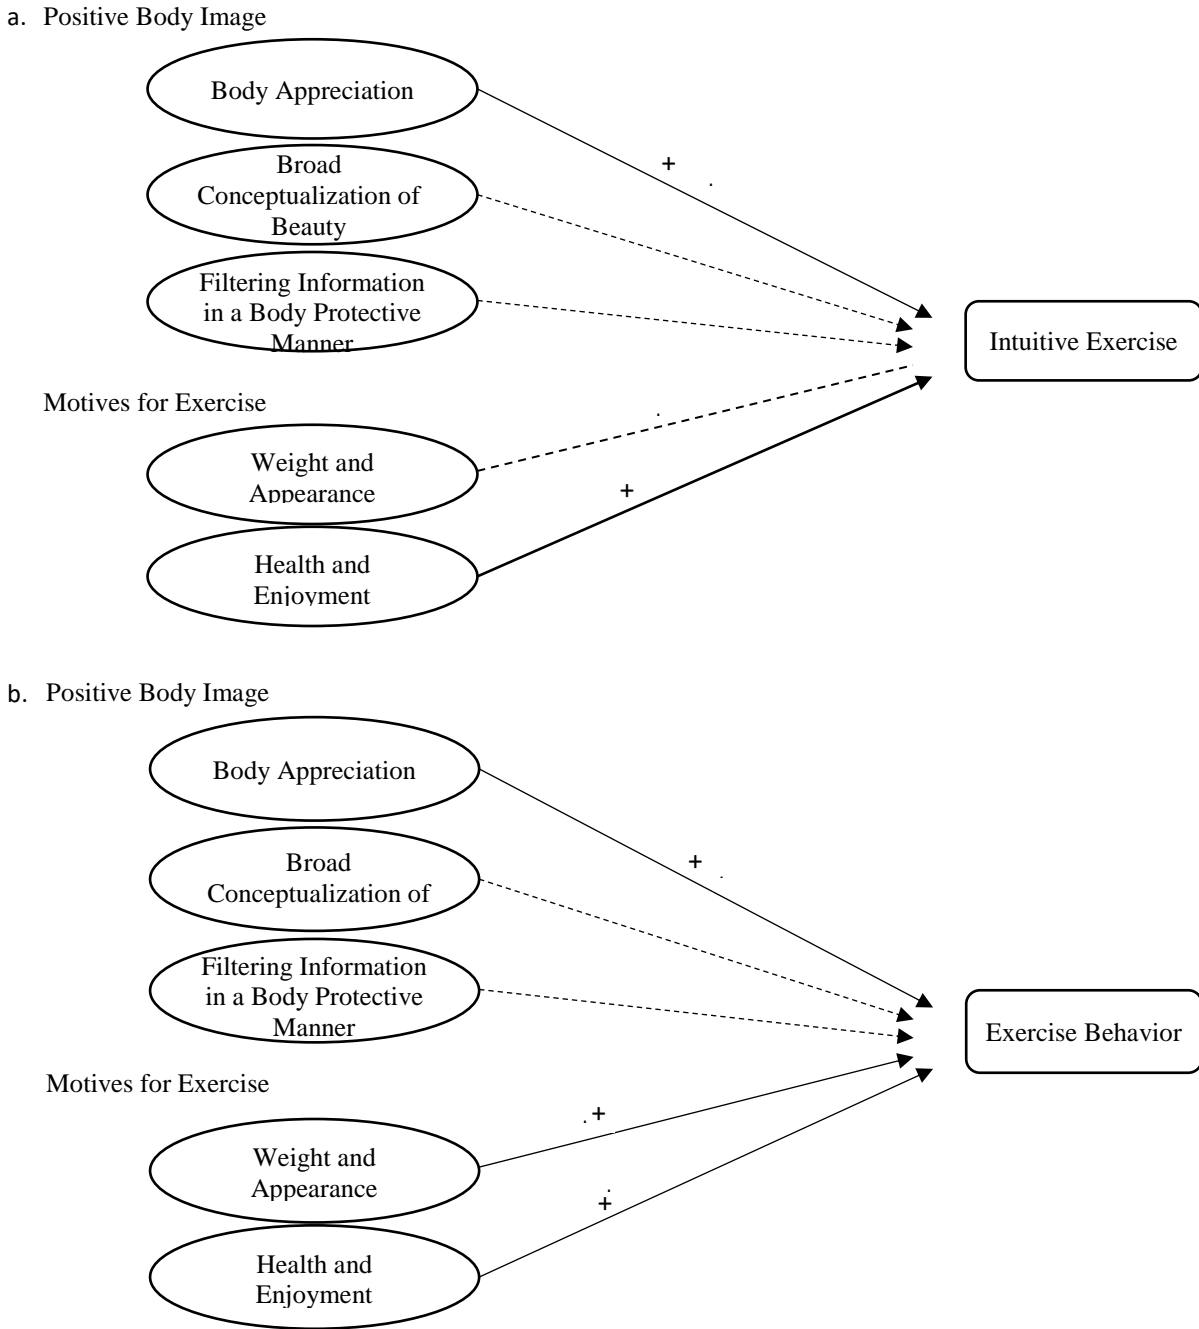 a. Positive Body Image
Body Appreciation
+
Broad
Conceptualization of
Beauty
Filtering Information
in a Body Protective
Manner
Intuitive Exercise
Motives for Exercise
Weight and
Appearance
+
Health and
Enjoyment
b. Positive Body Image
Body Appreciation
+
Broad
Conceptualization of
Filtering Information
in a Body Protective
Manner
Exercise Behavior
Motives for Exercise
+
Weight and
Appearance
+
Health and
Enjoyment